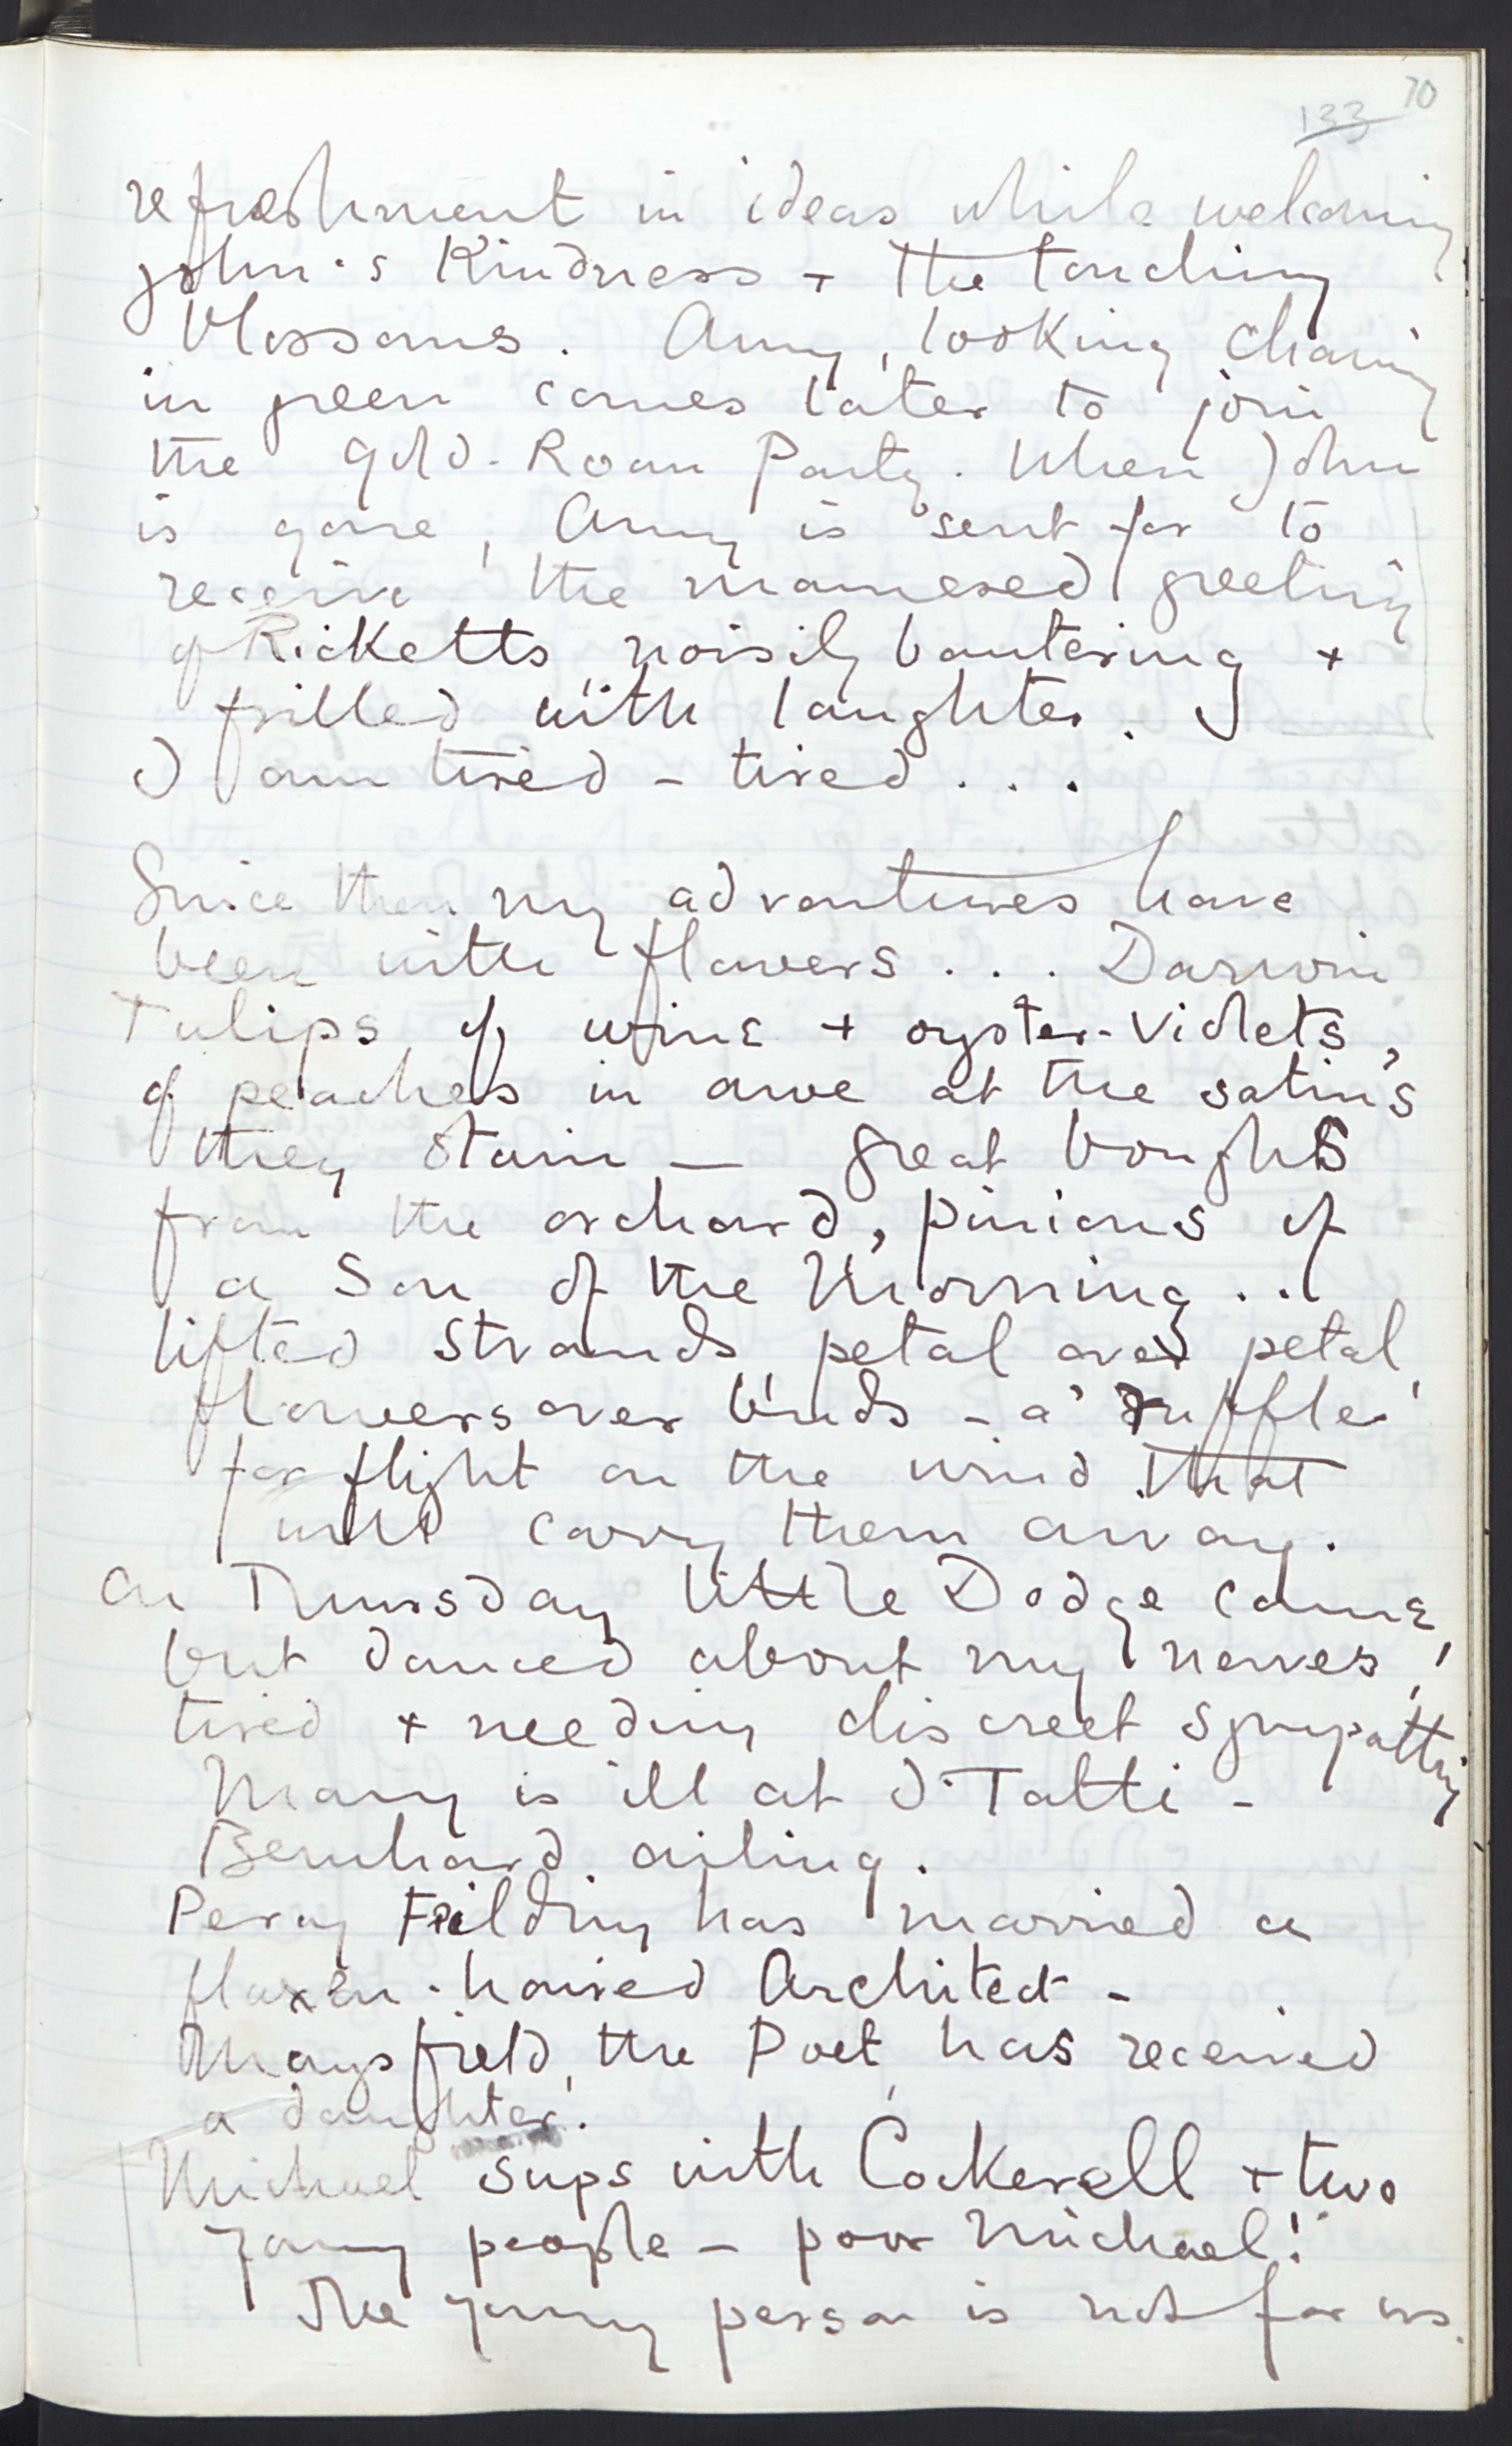 133 70
refreshment in ideas while welcoming
John's Kindness + the touching
blossoms. Amy, looking charming
in green comes later to join
the Gold-Room Party. When John
is gone, Amy is sent for to
receive the greeting
of Ricketts, noisily bantering +
frilled with laughter.
I am tired - tired . . .
Since then my adventures have
been with flowers . . . Darwin
Tulips of wine + oyster-violets,
of peaches in awe at the satins
they stain — great boughs
from the orchard, pinions of
a Son of the Morning . . .
lifted strands, petal over petal,
flowers over buds - a 'ruffle'
for flight on the wind that
will carry them away.
On Thursday little Dodge came,
but danced about my nerves,
tired + needing discreet sympathy
Mary is ill at I Tatti -
Bernhard ailing.
Percy Feilding has married a
flaxen-haired Architect -
Maysfield, the Poet, has received
a daughter.
Michael sups with Cockerell + two
young people - poor Michael!
The young person is not for us.